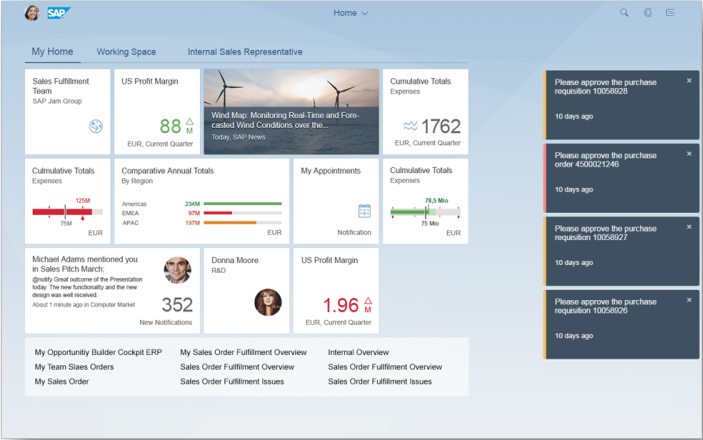 SAP
Home
My Home
Working Space
Internal Sales Representative
Sales Fulfillment
Team
SAP Jam Group
US Profit Margin
88
M
EUR, Current Quarter
Wind Map: Monitoring Real-Time and Fore-
casted Wind Conditions over the...
Today, SAP News
Cumulative Totals
Expenses
1762
EUR, Current Quarter
Culmulative Totals
Expenses
125M
75M
EUR
Comparative Annual Totals
By Region
Americas 234M
EMEA 97M
APAC 197M
EUR
My Appointments
Notification
Culmulative Totals
Expenses
78,5 Mio
75 Mio
EUR
Michael Adams mentioned you
in Sales Pitch March:
@notify Great outcome of the Presentation
today. The new functionality and the new
design was well received.
About 1 minute ago in Computer Market
352
New Notifications
Donna Moore
R&D
US Profit Margin
1.96
M
EUR, Current Quarter
My Opportunitiy Builder Cockpit ERP
My Sales Order Fulfillment Overview
Internal Overview
My Team Slaes Orders
Sales Order Fullfillment Overview
Sales Order Fullfillment Overview
My Sales Order
Sales Order Fulfillment Issues
Sales Order Fulfillment Issues
Please approve the purchase
requisition 10058928
10 days ago
Please approve the purchase
order 4500021246
10 days ago
Please approve the purchase
requisition 10058927
10 days ago
Please approve the purchase
requisition 10058926
10 days ago